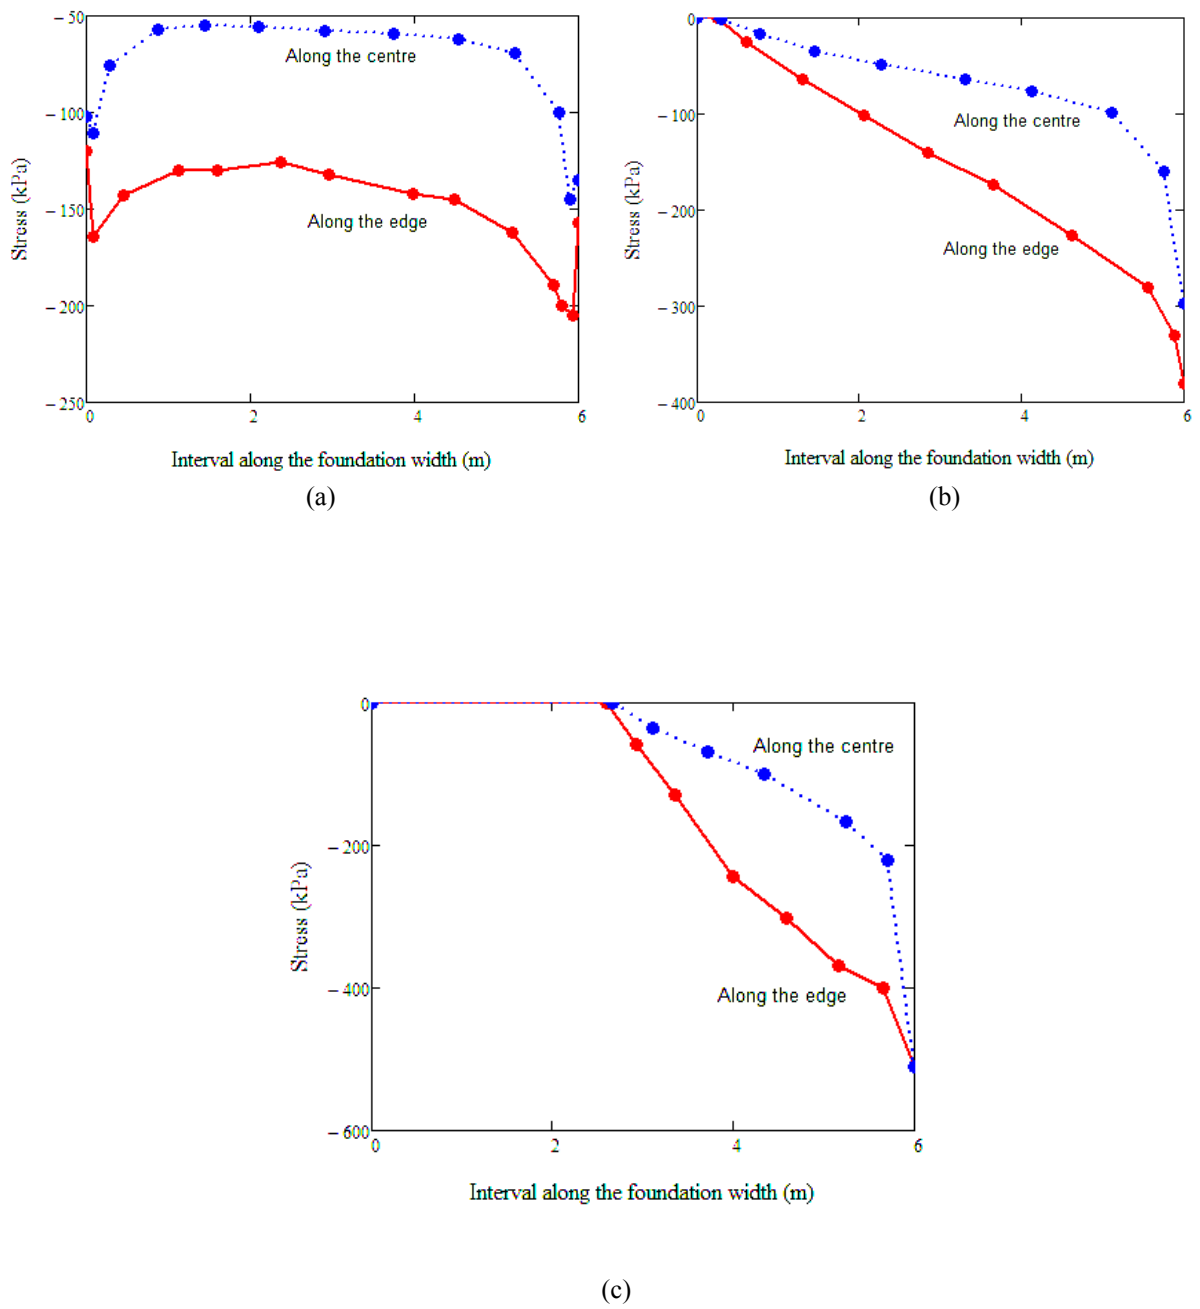 −50
−100
−150
−200
−250
0
2
4
6
Stress (kPa)
Along the centre
Along the edge
Interval along the foundation width (m)
(a)
0
−100
−200
−300
−400
0
2
4
6
Stress (kPa)
Along the centre
Along the edge
Interval along the foundation width (m)
(b)
0
−200
−400
−600
0
2
4
6
Stress (kPa)
Along the centre
Along the edge
Interval along the foundation width (m)
(c)